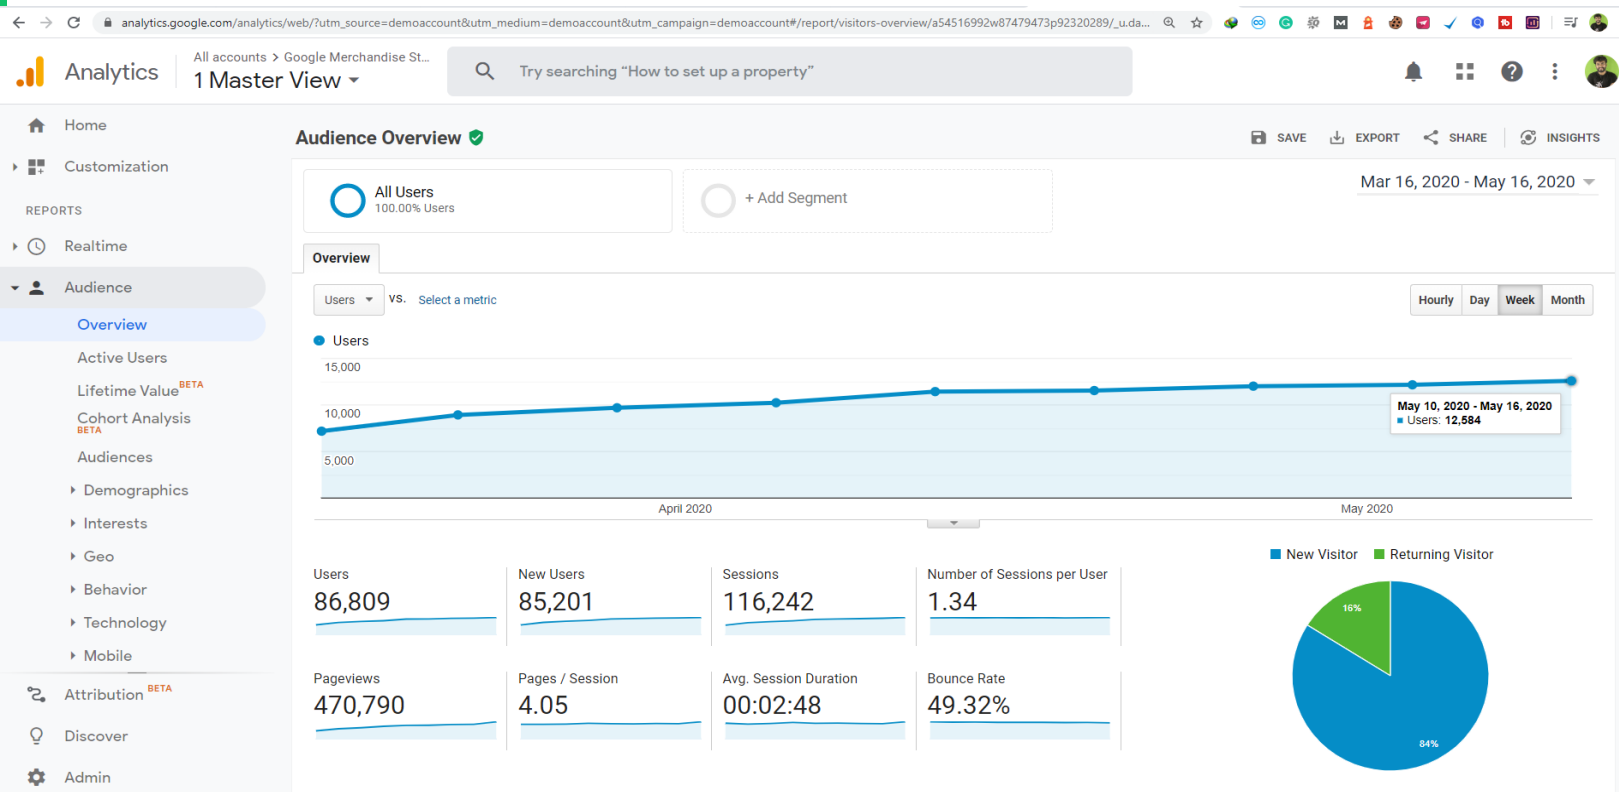 analytics.google.com/analytics/web/?utm_source=demoaccount&utm_medium=demoaccount&utm_campaign=demoaccount#/report/visitors-overview/a54516992w87479473p92320289/_u.da...
Analytics
All accounts > Google Merchandise St...
1 Master View
Try searching “How to set up a property”
Home
Customization
REPORTS
Realtime
Audience
Overview
Active Users
Lifetime Value BETA
Cohort Analysis
BETA
Audiences
Demographics
Interests
Geo
Behavior
Technology
Mobile
Attribution BETA
Discover
Admin
Audience Overview
SAVE
EXPORT
SHARE
INSIGHTS
All Users
100.00% Users
+ Add Segment
Mar 16, 2020 - May 16, 2020
Overview
Users
vs.
Select a metric
Hourly
Day
Week
Month
Users
15,000
10,000
5,000
May 10, 2020 - May 16, 2020
Users: 12,584
April 2020
May 2020
Users
86,809
New Users
85,201
Sessions
116,242
Number of Sessions per User
1.34
Pageviews
470,790
Pages / Session
4.05
Avg. Session Duration
00:02:48
Bounce Rate
49.32%
New Visitor
Returning Visitor
16%
84%